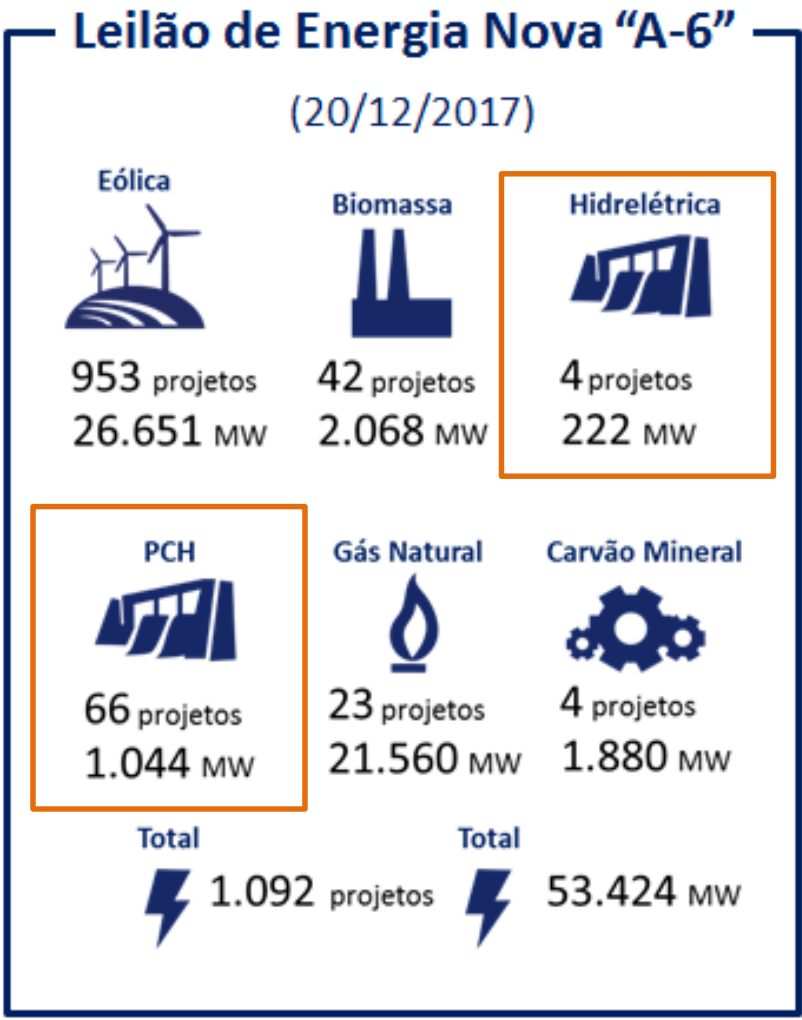 Leilão de Energia Nova “A-6”
(20/12/2017)
Eólica
953 projetos
26.651 MW
Biomassa
42 projetos
2.068 MW
Hidrelétrica
4 projetos
222 MW
PCH
66 projetos
1.044 MW
Gás Natural
23 projetos
21.560 MW
Carvão Mineral
4 projetos
1.880 MW
Total
1.092 projetos
Total
53.424 MW